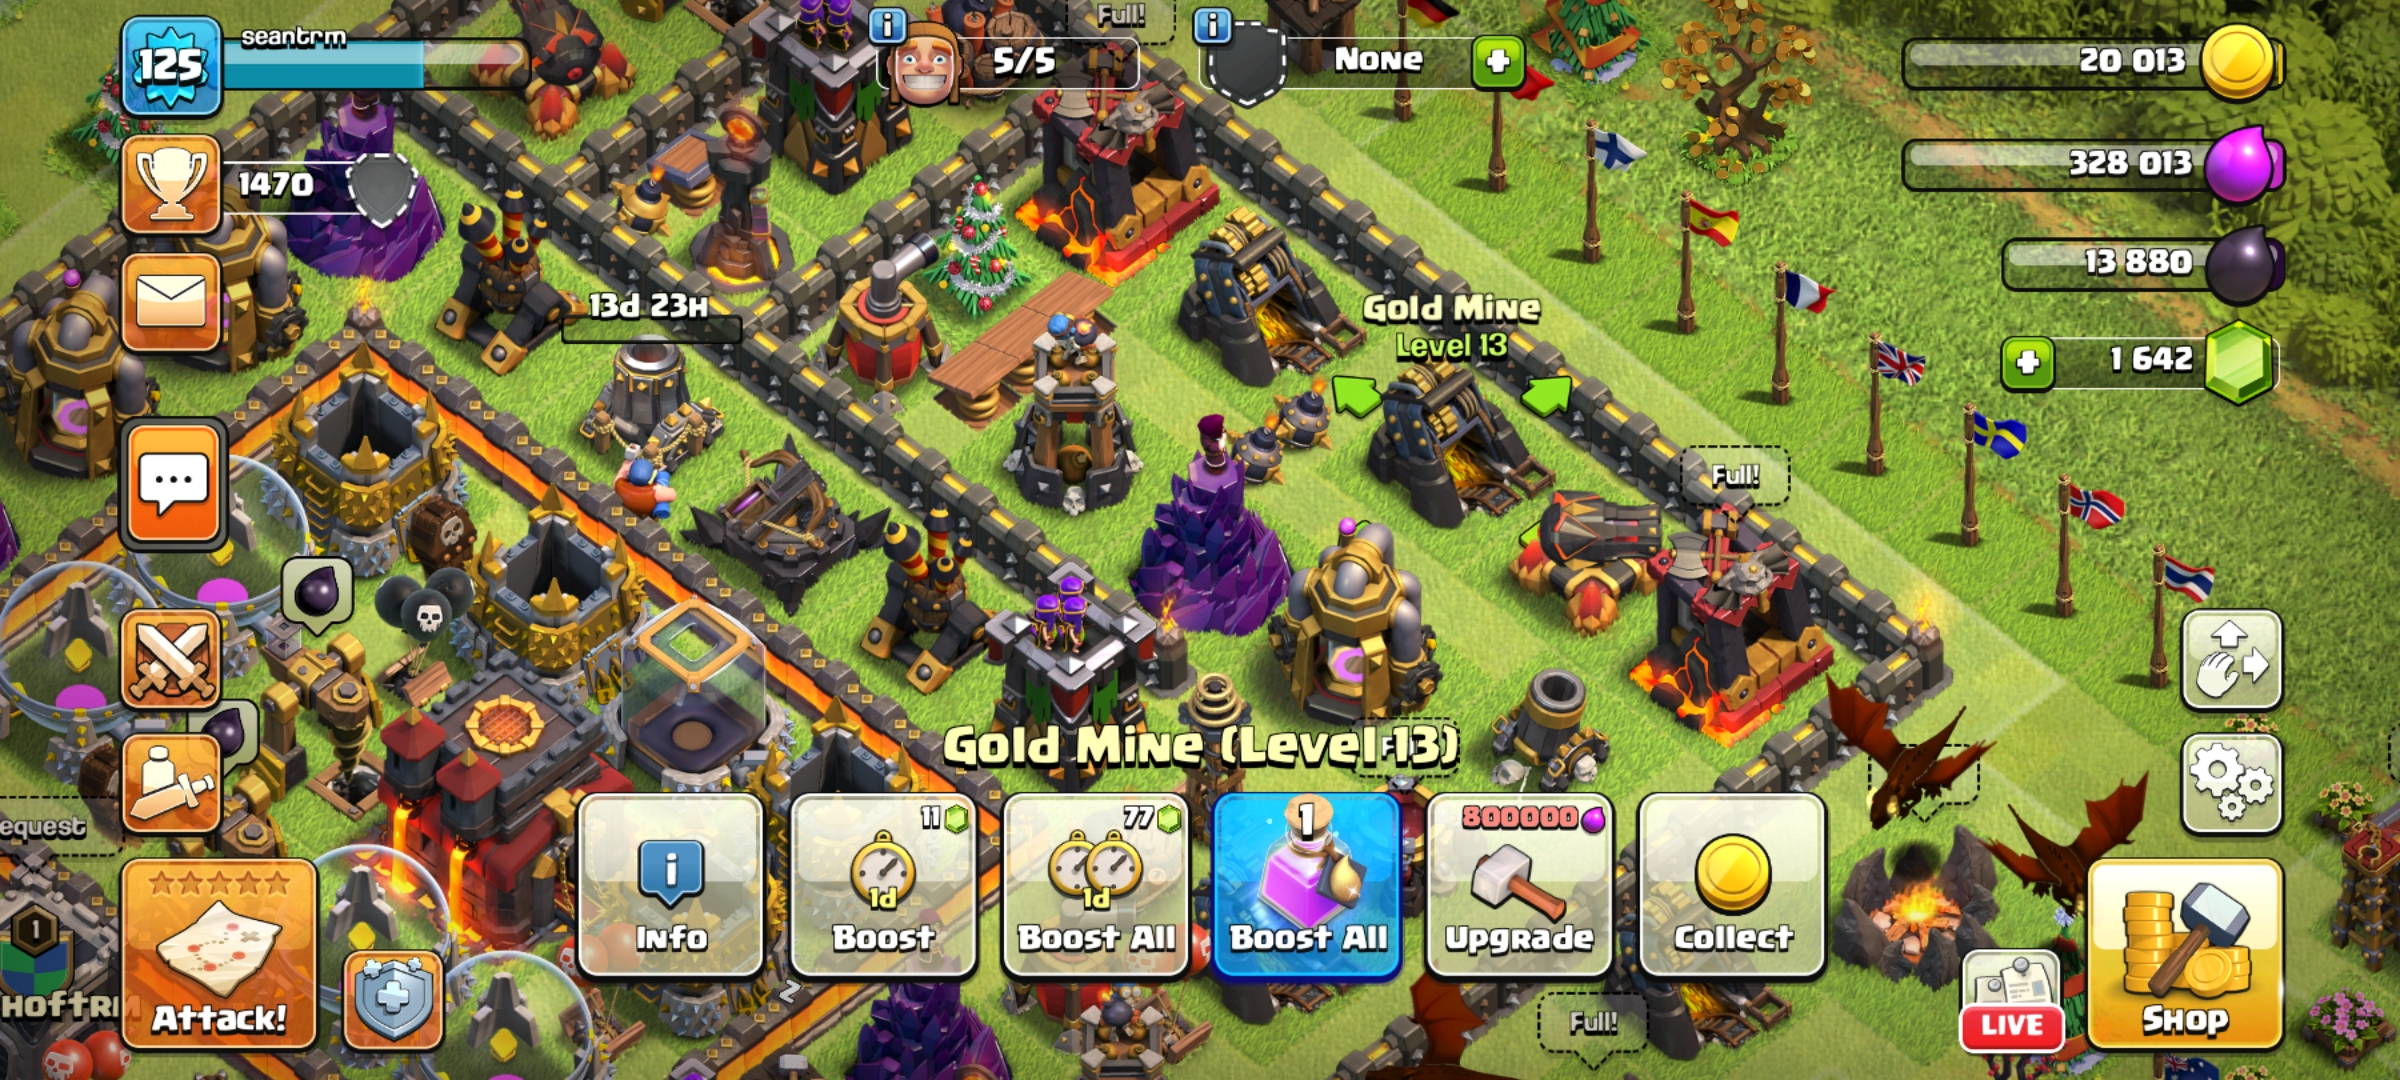 125
seantrm
5/5
Full!
None
20 013
1470
328 013
13 880
1 642
13d 23h
Gold Mine
Level 13
Full!
Gold Mine (Level 13)
Info
11
1d
Boost
77
1d
Boost All
1
Boost All
800000
Upgrade
Collect
equest
1
Attack!
Full!
LIVE
Shop
z